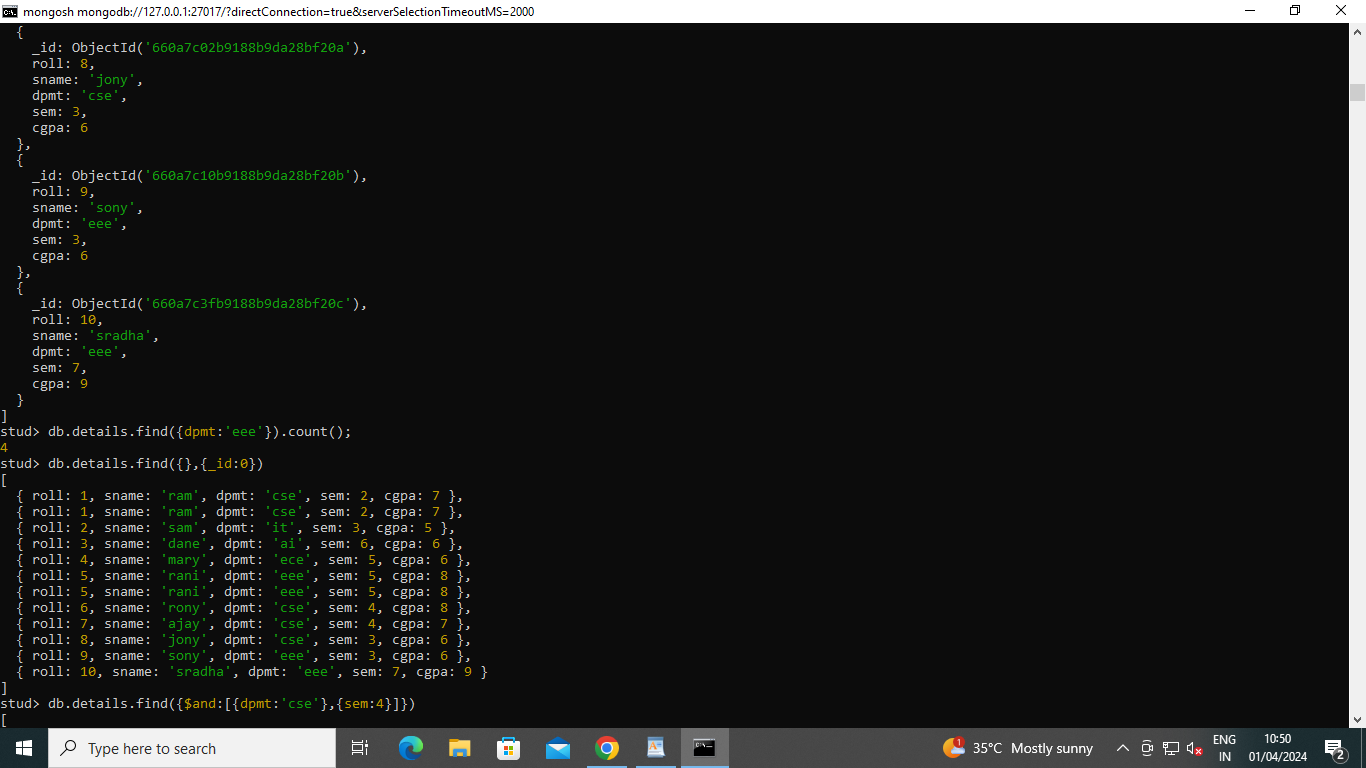 mongosh mongodb://127.0.0.1:27017/?directConnection=true&serverSelectionTimeoutMS=2000
{
_id: ObjectId('660a7c02b9188b9da28bf20a'),
roll: 8,
sname: 'jony',
dpmt: 'cse',
sem: 3,
cgpa: 6
},
{
_id: ObjectId('660a7c10b9188b9da28bf20b'),
roll: 9,
sname: 'sony',
dpmt: 'eee',
sem: 3,
cgpa: 6
},
{
_id: ObjectId('660a7c3fb9188b9da28bf20c'),
roll: 10,
sname: 'sradha',
dpmt: 'eee',
sem: 7,
cgpa: 9
}
]
stud> db.details.find({dpmt:'eee'}).count();
4
stud> db.details.find({},{_id:0})
[
{ roll: 1, sname: 'ram', dpmt: 'cse', sem: 2, cgpa: 7 },
{ roll: 1, sname: 'ram', dpmt: 'cse', sem: 2, cgpa: 7 },
{ roll: 2, sname: 'sam', dpmt: 'it', sem: 3, cgpa: 5 },
{ roll: 3, sname: 'dane', dpmt: 'ai', sem: 6, cgpa: 6 },
{ roll: 4, sname: 'mary', dpmt: 'ece', sem: 5, cgpa: 6 },
{ roll: 5, sname: 'rani', dpmt: 'eee', sem: 5, cgpa: 8 },
{ roll: 5, sname: 'rani', dpmt: 'eee', sem: 5, cgpa: 8 },
{ roll: 6, sname: 'rony', dpmt: 'cse', sem: 4, cgpa: 8 },
{ roll: 7, sname: 'ajay', dpmt: 'cse', sem: 4, cgpa: 7 },
{ roll: 8, sname: 'jony', dpmt: 'cse', sem: 3, cgpa: 6 },
{ roll: 9, sname: 'sony', dpmt: 'eee', sem: 3, cgpa: 6 },
{ roll: 10, sname: 'sradha', dpmt: 'eee', sem: 7, cgpa: 9 }
]
stud> db.details.find({$and:[{dpmt:'cse'},{sem:4}]})
[
Type here to search
1
35°C Mostly sunny
ENG
IN
10:50
01/04/2024
2